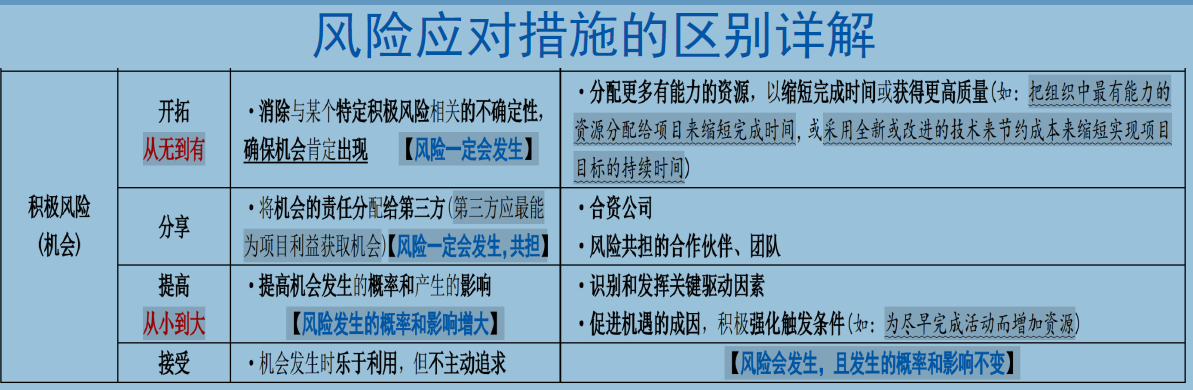 风险应对措施的区别详解
积极风险
(机会)
开拓
从无到有
·消除与某个特定积极风险相关的不确定性，
确保机会肯定出现 【风险一定会发生】
·分配更多有能力的资源，以缩短完成时间或获得更高质量(如：把组织中最有能力的
资源分配给项目来缩短完成时间，或采用全新或改进的技术来节约成本来缩短实现项目
目标的持续时间)
分享
·将机会的责任分配给第三方(第三方应最能
为项目利益获取机会)【风险一定会发生，共担】
·合资公司
·风险共担的合作伙伴、团队
提高
从小到大
·提高机会发生的概率和产生的影响
【风险发生的概率和影响增大】
·识别和发挥关键驱动因素
·促进机遇的成因，积极强化触发条件(如：为尽早完成活动而增加资源)
接受
·机会发生时乐于利用，但不主动追求
【风险会发生，且发生的概率和影响不变】